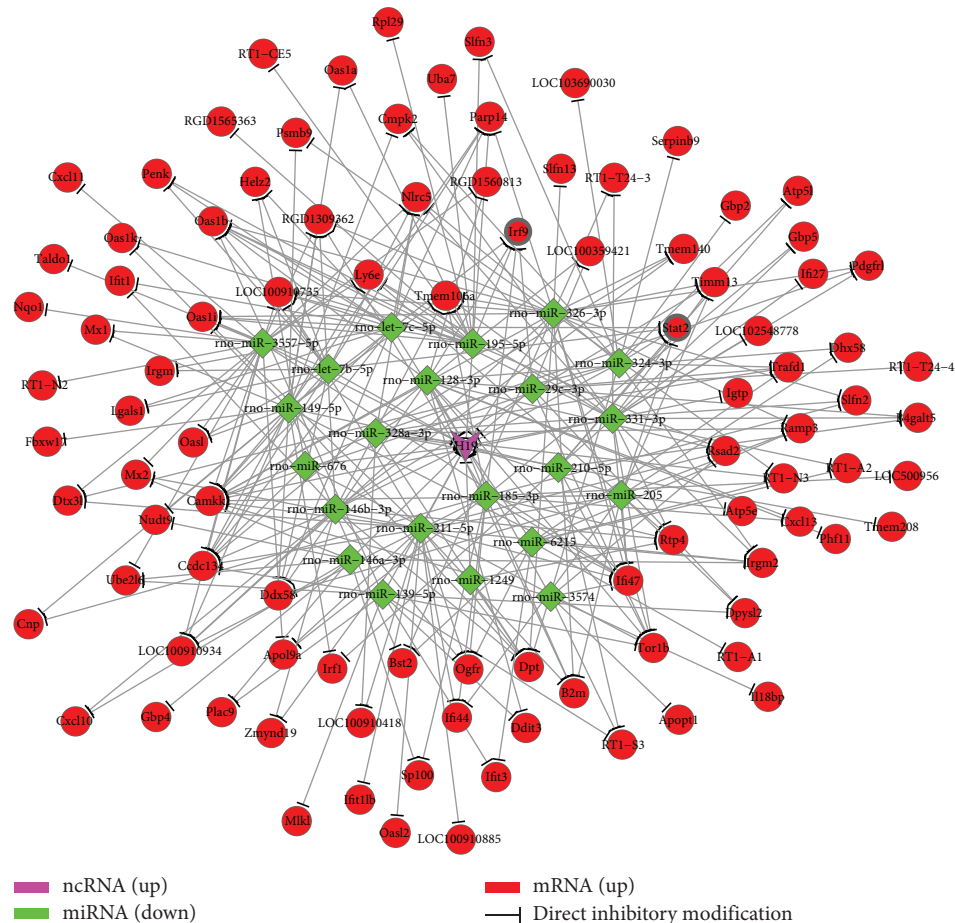 Rpl29
Slfn3
RT1-CE5
Oas1a
Uba7
LOC103690030
RGD1565363
Psmb9
Cmpk2
Parp14
Serpinb9
Cxcl11
Penk
Helz2
Nlrc5
RGD1560813
Slfn13
RT1-T24-3
Atp5l
Gbp2
Oas1b
RGD1309362
Irf9
Oas1k
LOC100359421
Tmem140
Gbp5
Taldo1
Ifit1
LOC100910735
Ly6e
Tmem106a
Timm13
Ifi27
Pdgfrl
Nqo1
Oas1i
rno-let-7c-5p
rno-miR-326-3p
Mx1
rno-miR-3557-5p
rno-miR-195-5p
Stat2
LOC102548778
Dhx58
Irgm
rno-let-7b-5p
rno-miR-324-3p
RT1-N2
rno-miR-128-3p
rno-miR-29c-3p
Trafd1
RT1-T24-4
Lgals1
rno-miR-149-5p
Igtp
Slfn2
Fbxw17
Oasl
rno-miR-328a-3p
H19
rno-miR-331-3p
Ramp3
B4galt5
Mx2
rno-miR-676
rno-miR-210-5p
Rsad2
RT1-A2
LOC500956
Dtx3l
Camkk
rno-miR-185-3p
rno-miR-205
RT1-N3
Nudt9
rno-miR-146b-3p
Atp5e
Cxcl13
Tmem208
rno-miR-211-5p
rno-miR-6215
Rtp4
Phf11
Ube2l6
Ccdc134
rno-miR-146a-3p
Irgm2
Ddx58
rno-miR-139-5p
rno-miR-1249
rno-miR-3574
Ifi47
Dpysl2
Cnp
LOC100910934
Apol9a
Irf1
Bst2
Ogfr
Dpt
Tor1b
RT1-A1
B2m
Il18bp
Cxcl10
Gbp4
Plac9
Zmynd19
LOC100910418
Ifi44
Ddit3
Apopt1
RT1-S3
Sp100
Ifit3
Mlkl
Ifit1lb
Oasl2
LOC100910885
ncRNA (up)
mRNA (up)
miRNA (down)
Direct inhibitory modification